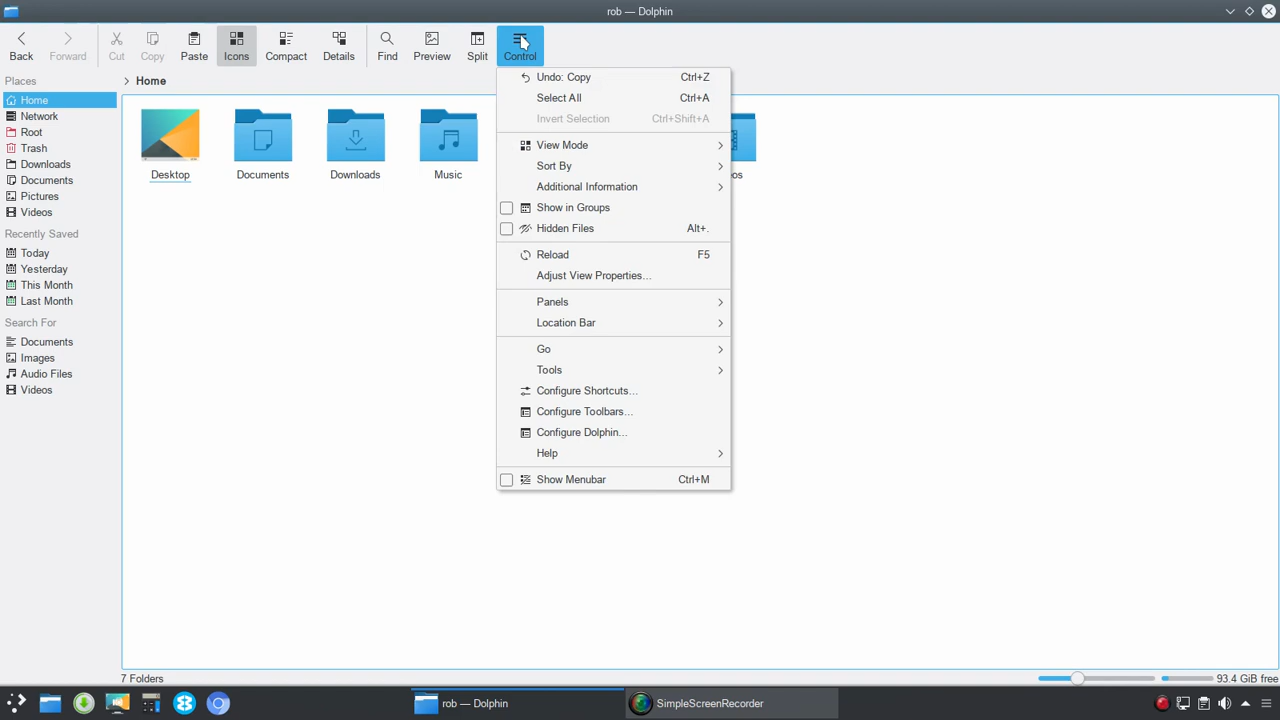 rob — Dolphin
Back
Forward
Cut
Copy
Paste
Icons
Compact
Details
Find
Preview
Split
Control
Places
Home
Home
Network
Root
Trash
Downloads
Documents
Pictures
Videos
Recently Saved
Today
Yesterday
This Month
Last Month
Search For
Documents
Images
Audio Files
Videos
Desktop
Documents
Downloads
Music
Undo: Copy Ctrl+Z
Select All Ctrl+A
Invert Selection Ctrl+Shift+A
View Mode
Sort By
Additional Information
Show in Groups
Hidden Files Alt+.
Reload F5
Adjust View Properties...
Panels
Location Bar
Go
Tools
Configure Shortcuts...
Configure Toolbars...
Configure Dolphin...
Help
Show Menubar Ctrl+M
7 Folders
93.4 GiB free
rob — Dolphin
SimpleScreenRecorder